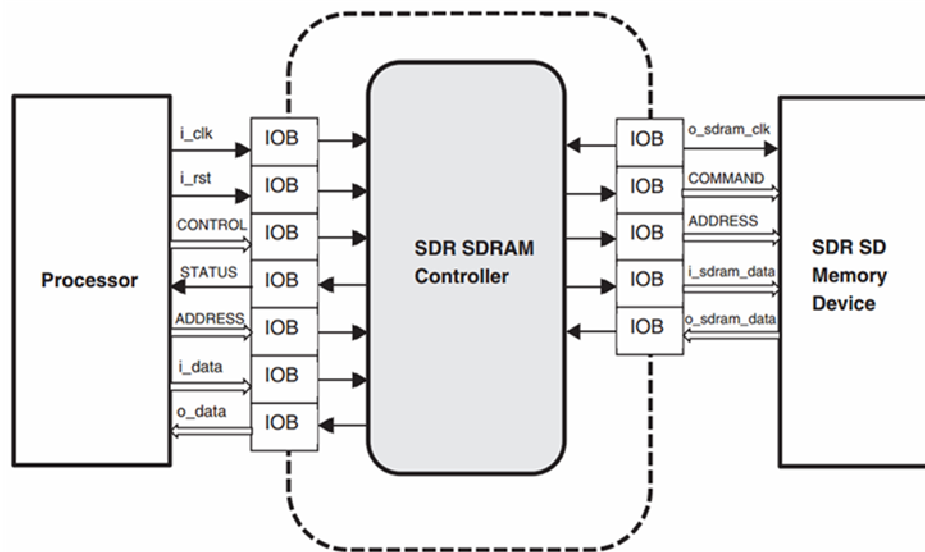 Processor
i_clk
i_rst
CONTROL
STATUS
ADDRESS
i_data
o_data
IOB
IOB
IOB
IOB
IOB
IOB
IOB
SDR SDRAM
Controller
IOB
IOB
IOB
IOB
IOB
o_sdram_clk
COMMAND
ADDRESS
i_sdram_data
o_sdram_data
SDR SD
Memory
Device